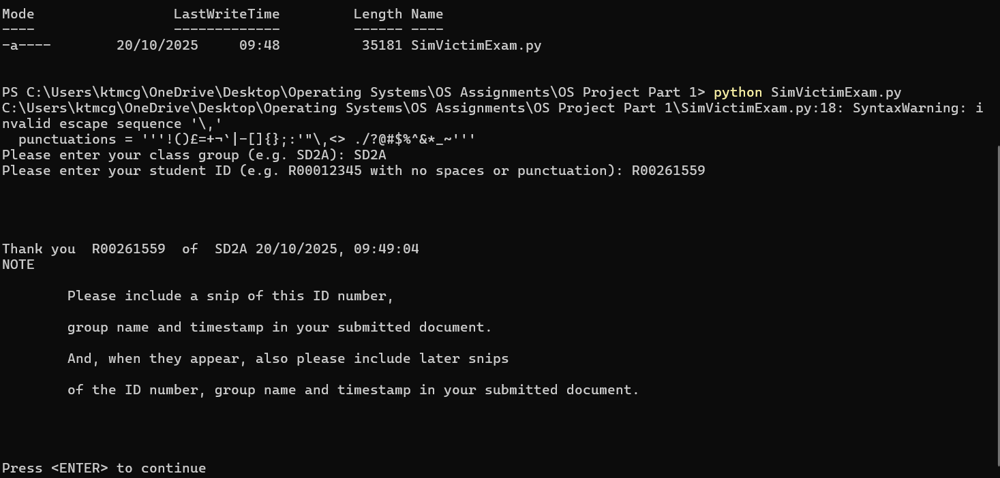 Mode                 LastWriteTime         Length Name
----                 -------------         ------ ----
-a----        20/10/2025     09:48          35181 SimVictimExam.py
PS C:\Users\ktmcg\OneDrive\Desktop\Operating Systems\OS Assignments\OS Project Part 1> python SimVictimExam.py
C:\Users\ktmcg\OneDrive\Desktop\Operating Systems\OS Assignments\OS Project Part 1\SimVictimExam.py:18: SyntaxWarning: i
nvalid escape sequence '\,'
  punctuations = '''!()£=+¬`|-[]{};:'"\,<> ./?@#$%^&*_~'''
Please enter your class group (e.g. SD2A): SD2A
Please enter your student ID (e.g. R00012345 with no spaces or punctuation): R00261559
Thank you  R00261559  of  SD2A 20/10/2025, 09:49:04
NOTE
        Please include a snip of this ID number,
        group name and timestamp in your submitted document.
        And, when they appear, also please include later snips
        of the ID number, group name and timestamp in your submitted document.
Press <ENTER> to continue